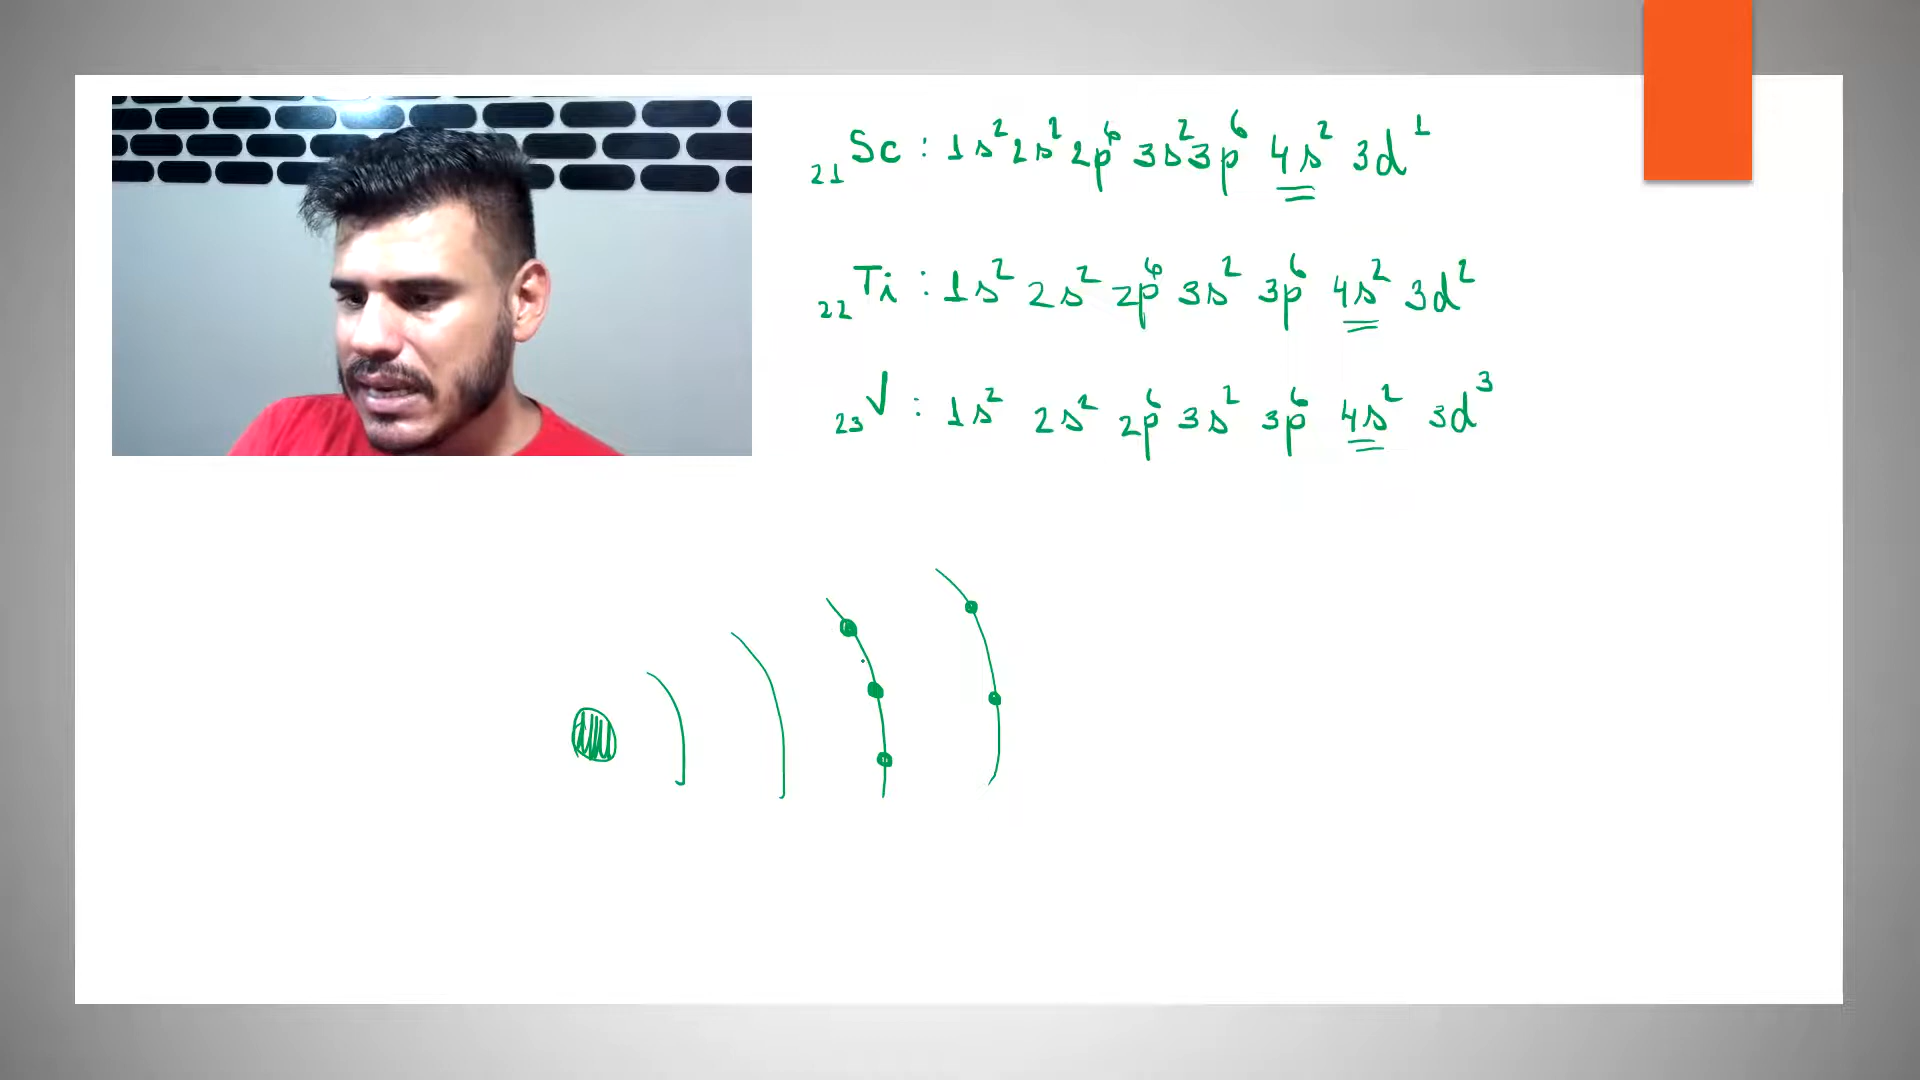 ₂₁Sc : 1s² 2s² 2p⁶ 3s² 3p⁶ 4s² 3d¹
₂₂Ti : 1s² 2s² 2p⁶ 3s² 3p⁶ 4s² 3d²
₂₃V : 1s² 2s² 2p⁶ 3s² 3p⁶ 4s² 3d³